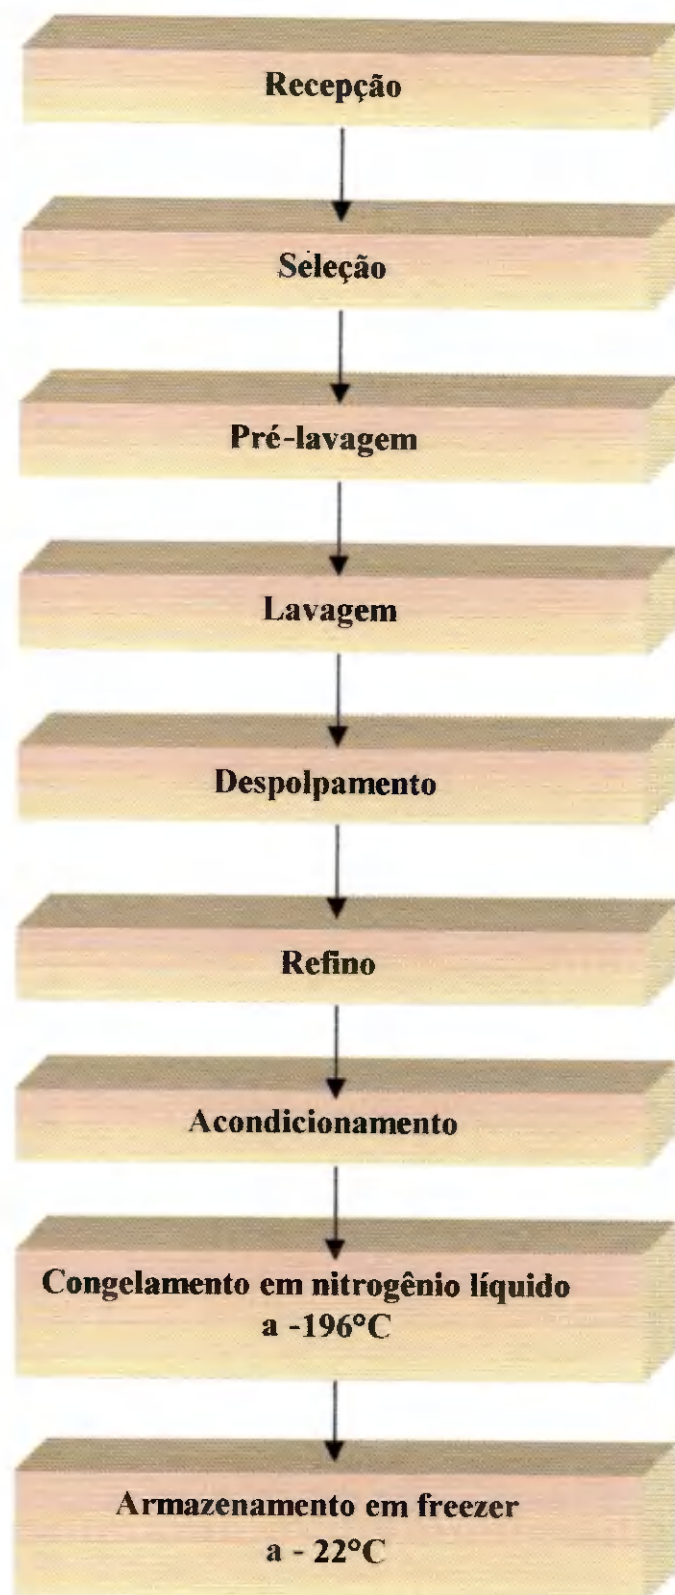 Recepção
Seleção
Pré-lavagem
Lavagem
Despolpamento
Refino
Acondicionamento
Congelamento em nitrogênio líquido
a -196°C
Armazenamento em freezer
a - 22°C